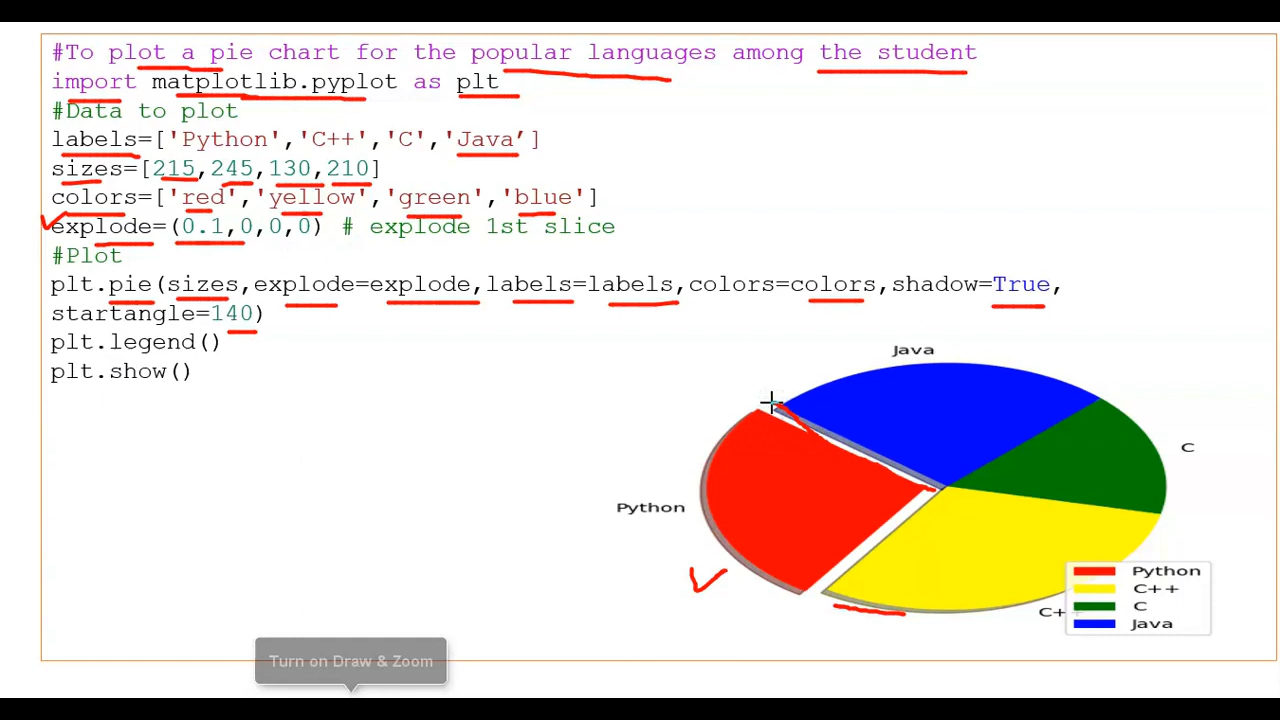 #To plot a pie chart for the popular languages among the student
import matplotlib.pyplot as plt
#Data to plot
labels=['Python','C++','C','Java’]
sizes=[215,245,130,210]
colors=['red','yellow','green','blue']
explode=(0.1,0,0,0) # explode 1st slice
#Plot
plt.pie(sizes,explode=explode,labels=labels,colors=colors,shadow=True,
startangle=140)
plt.legend()
plt.show()
Java
C
Python
C++
Python
C++
C
Java
Turn on Draw & Zoom